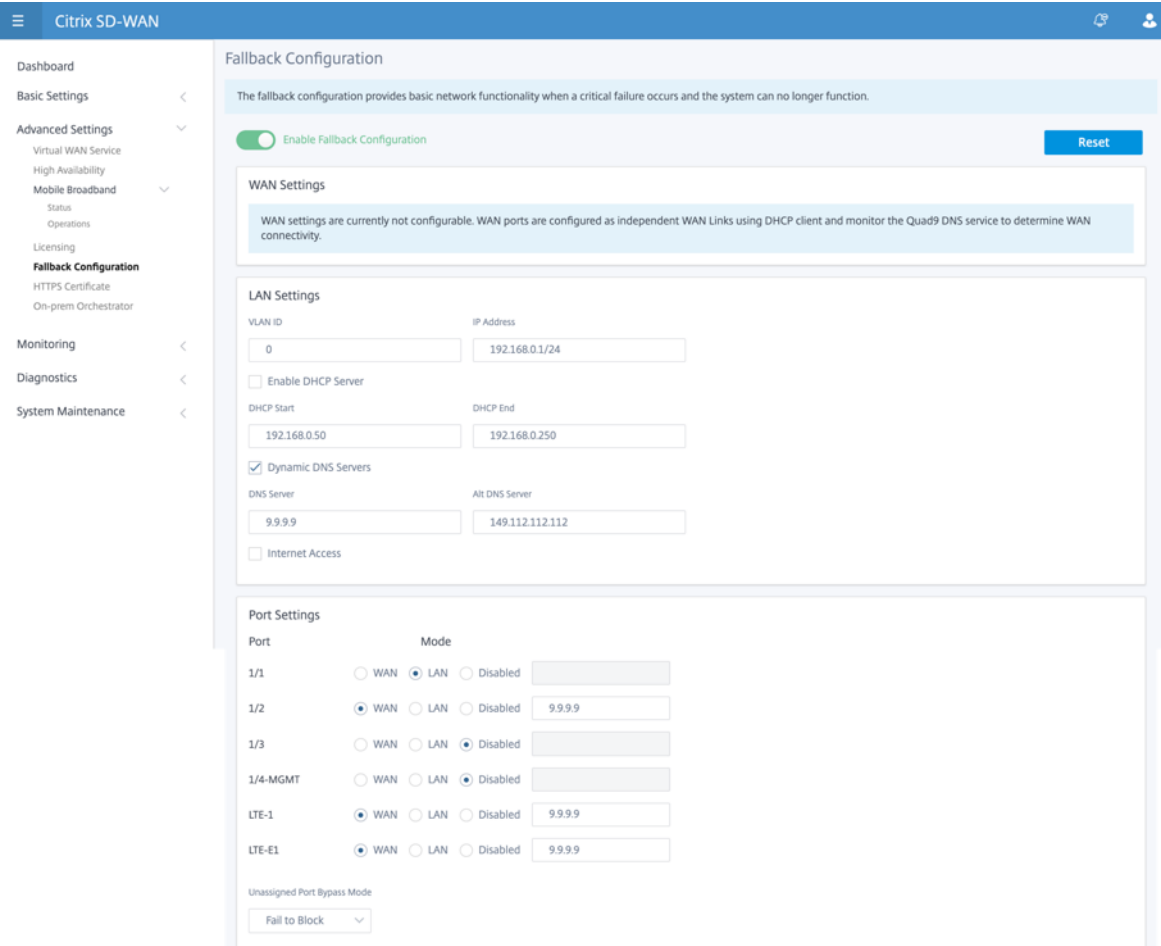 Citrix SD-WAN
Dashboard
Basic Settings
Advanced Settings
Virtual WAN Service
High Availability
Mobile Broadband
Status
Operations
Licensing
Fallback Configuration
HTTPS Certificate
On-prem Orchestrator
Monitoring
Diagnostics
System Maintenance
Fallback Configuration
The fallback configuration provides basic network functionality when a critical failure occurs and the system can no longer function.
Enable Fallback Configuration
Reset
WAN Settings
WAN settings are currently not configurable. WAN ports are configured as independent WAN Links using DHCP client and monitor the Quad9 DNS service to determine WAN
connectivity.
LAN Settings
VLAN ID IP Address
0 192.168.0.1/24
Enable DHCP Server
DHCP Start DHCP End
192.168.0.50 192.168.0.250
Dynamic DNS Servers
DNS Server Alt DNS Server
9.9.9.9 149.112.112.112
Internet Access
Port Settings
Port Mode
1/1 WAN LAN Disabled
1/2 WAN LAN Disabled 9.9.9.9
1/3 WAN LAN Disabled
1/4-MGMT WAN LAN Disabled
LTE-1 WAN LAN Disabled 9.9.9.9
LTE-E1 WAN LAN Disabled 9.9.9.9
Unassigned Port Bypass Mode
Fail to Block